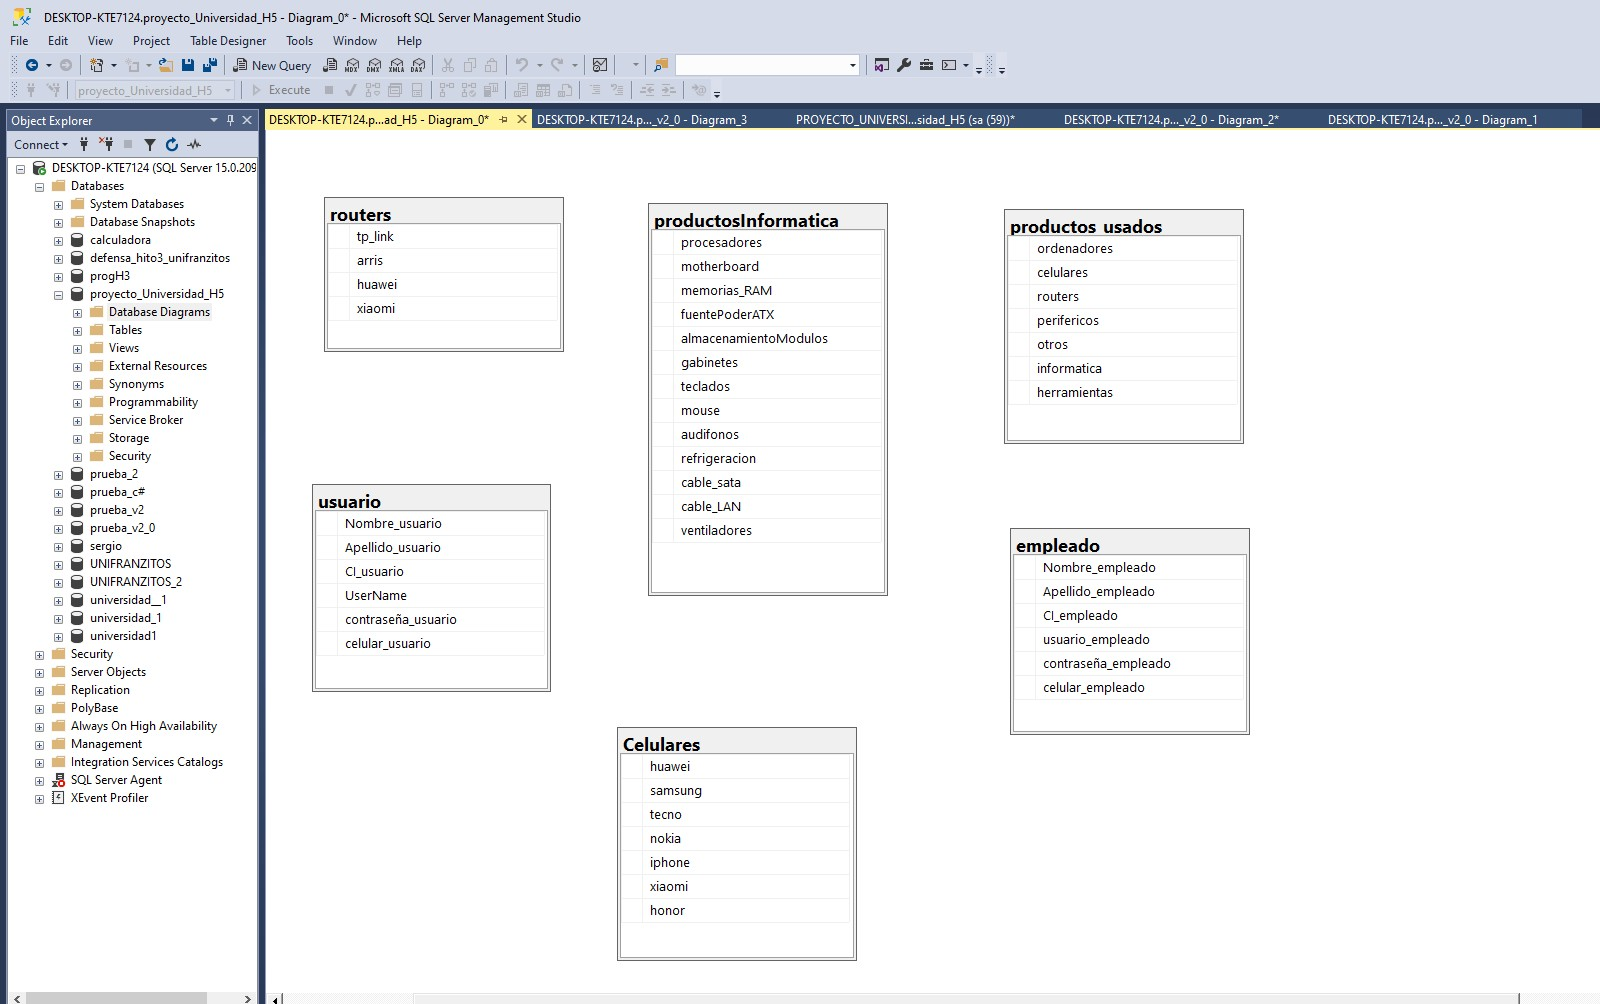 DESKTOP-KTE7124.proyecto_Universidad_H5 - Diagram_0* - Microsoft SQL Server Management Studio
File Edit View Project Table Designer Tools Window Help
New Query MDX DMX XMLA DAX
proyecto_Universidad_H5 Execute
Object Explorer
Connect
DESKTOP-KTE7124 (SQL Server 15.0.209
Databases
System Databases
Database Snapshots
calculadora
defensa_hito3_unifranzitos
progH3
proyecto_Universidad_H5
Database Diagrams
Tables
Views
External Resources
Synonyms
Programmability
Service Broker
Storage
Security
prueba_2
prueba_c#
prueba_v2
prueba_v2_0
sergio
UNIFRANZITOS
UNIFRANZITOS_2
universidad__1
universidad_1
universidad1
Security
Server Objects
Replication
PolyBase
Always On High Availability
Management
Integration Services Catalogs
SQL Server Agent
XEvent Profiler
DESKTOP-KTE7124.p...ad_H5 - Diagram_0* DESKTOP-KTE7124.p..._v2_0 - Diagram_3 PROYECTO_UNIVERSI...sidad_H5 (sa (59))* DESKTOP-KTE7124.p..._v2_0 - Diagram_2* DESKTOP-KTE7124.p..._v2_0 - Diagram_1
routers
tp_link
arris
huawei
xiaomi
productosInformatica
procesadores
motherboard
memorias_RAM
fuentePoderATX
almacenamientoModulos
gabinetes
teclados
mouse
audifonos
refrigeracion
cable_sata
cable_LAN
ventiladores
productos_usados
ordenadores
celulares
routers
perifericos
otros
informatica
herramientas
usuario
Nombre_usuario
Apellido_usuario
CI_usuario
UserName
contraseña_usuario
celular_usuario
empleado
Nombre_empleado
Apellido_empleado
CI_empleado
usuario_empleado
contraseña_empleado
celular_empleado
Celulares
huawei
samsung
tecno
nokia
iphone
xiaomi
honor